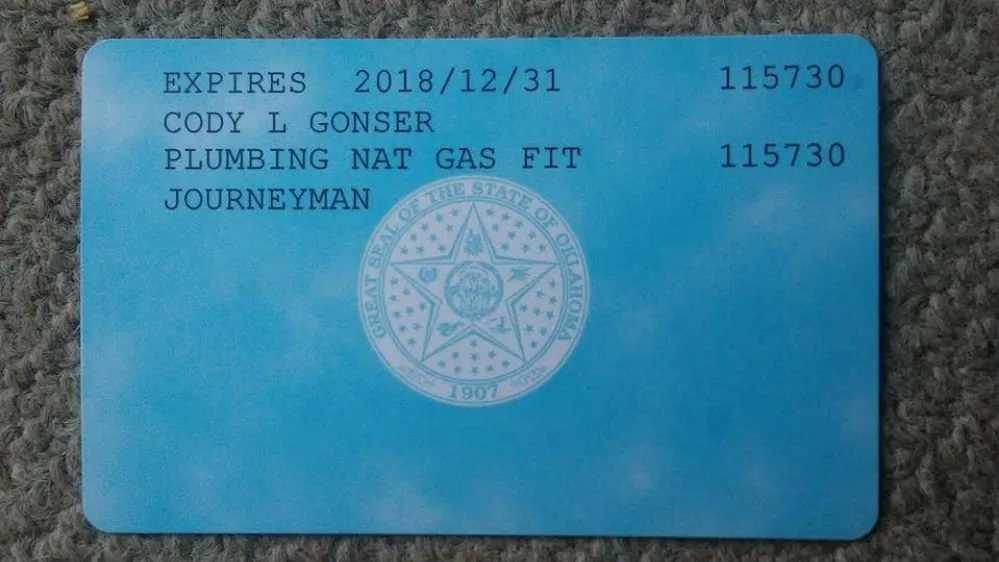 EXPIRES 2018/12/31 115730
CODY L GONSER
PLUMBING NAT GAS FIT 115730
JOURNEYMAN
GREAT SEAL OF THE STATE OF OKLAHOMA
1907